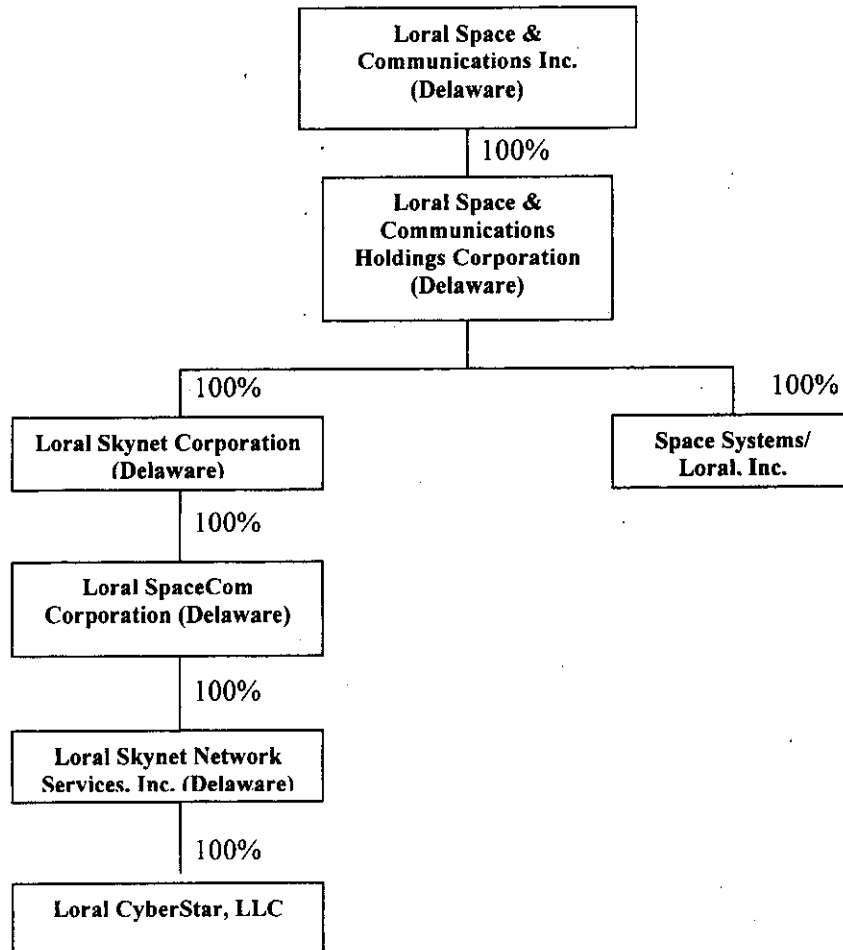 Loral Space &
Communications Inc.
(Delaware)
100%
Loral Space &
Communications
Holdings Corporation
(Delaware)
100%
100%
Loral Skynet Corporation
(Delaware)
Space Systems/
Loral, Inc.
100%
Loral SpaceCom
Corporation (Delaware)
100%
Loral Skynet Network
Services, Inc. (Delaware)
100%
Loral CyberStar, LLC